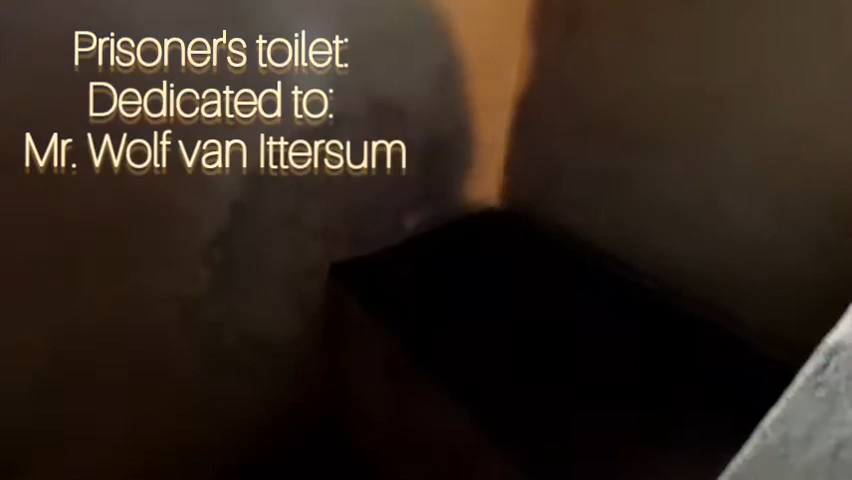 Prisoner's toilet:
Dedicated to:
Mr. Wolf van Ittersum